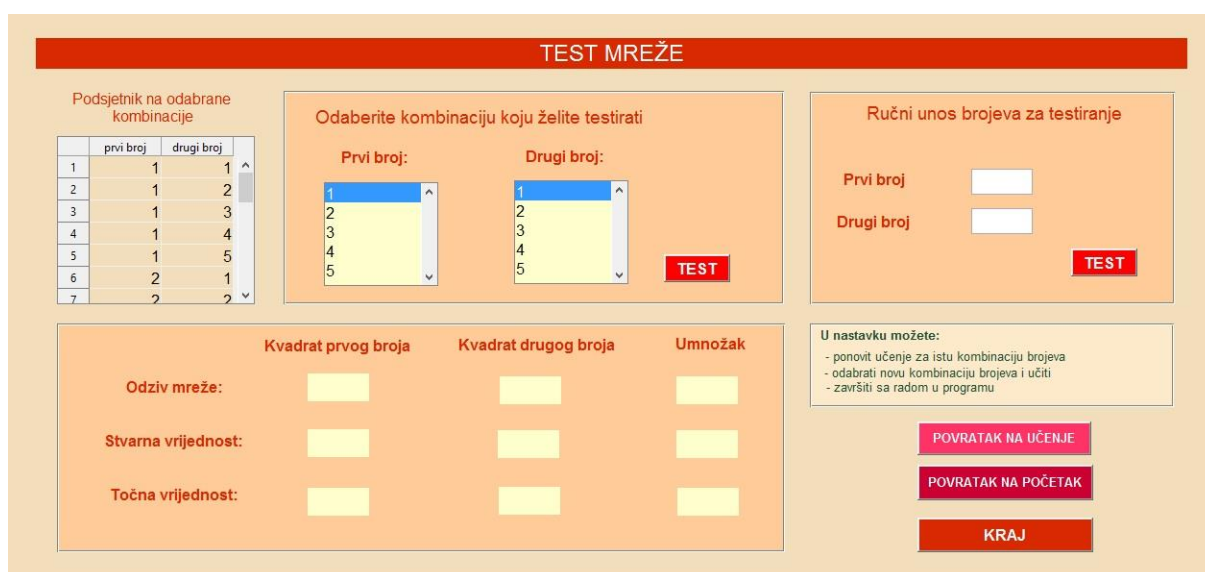 TEST MREŽE
Podsjetnik na odabrane
kombinacije
prvi broj drugi broj
1 1 1
2 1 2
3 1 3
4 1 4
5 1 5
6 2 1
7 2 2
Odaberite kombinaciju koju želite testirati
Prvi broj: Drugi broj:
1 1
2 2
3 3
4 4
5 5
TEST
Ručni unos brojeva za testiranje
Prvi broj
Drugi broj
TEST
Kvadrat prvog broja Kvadrat drugog broja Umnožak
Odziv mreže:
Stvarna vrijednost:
Točna vrijednost:
U nastavku možete:
- ponovit učenje za istu kombinaciju brojeva
- odabrati novu kombinaciju brojeva i učiti
- završiti sa radom u programu
POVRATAK NA UČENJE
POVRATAK NA POČETAK
KRAJ